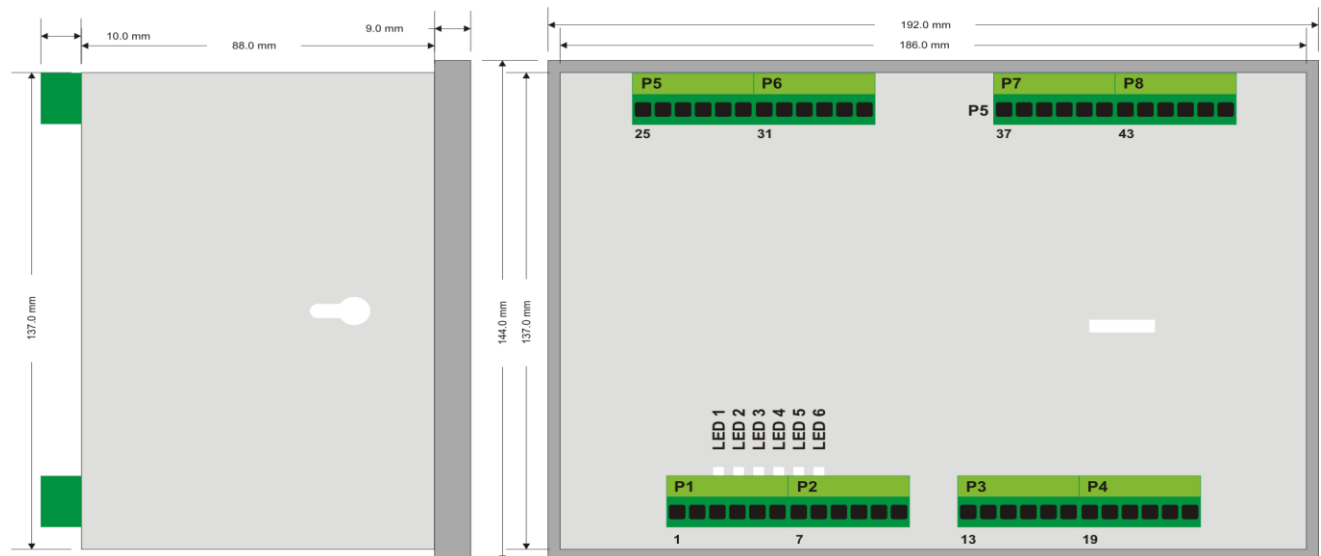 10.0 mm
88.0 mm
9.0 mm
137.0 mm
192.0 mm
186.0 mm
144.0 mm
137.0 mm
P5 P6
P7 P8
P5
25 31
37 43
LED 1
LED 2
LED 3
LED 4
LED 5
LED 6
P1 P2
P3 P4
1 7
13 19